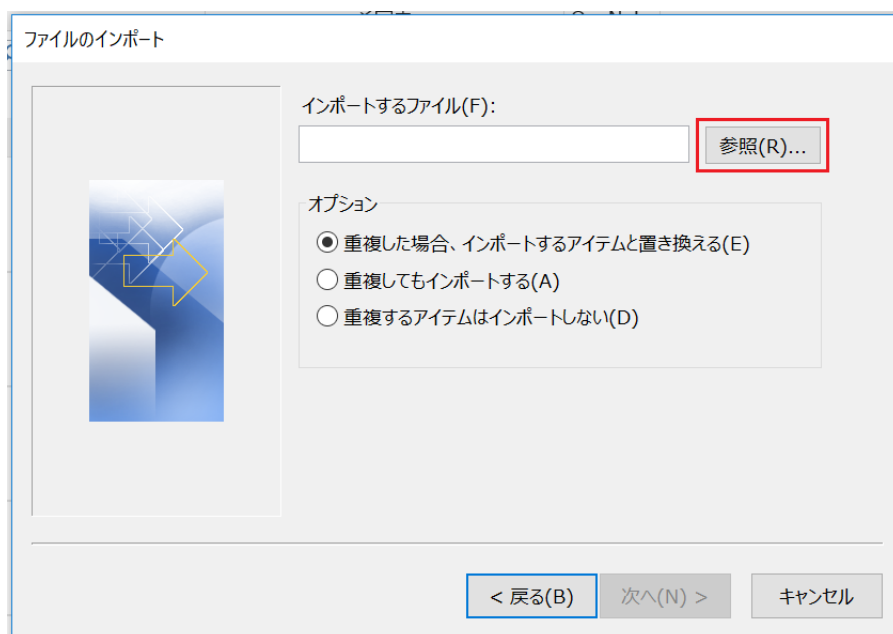 ファイルのインポート
インポートするファイル(F):
参照(R)...
オプション
重複した場合、インポートするアイテムと置き換える(E)
重複してもインポートする(A)
重複するアイテムはインポートしない(D)
< 戻る(B)
次へ(N) >
キャンセル